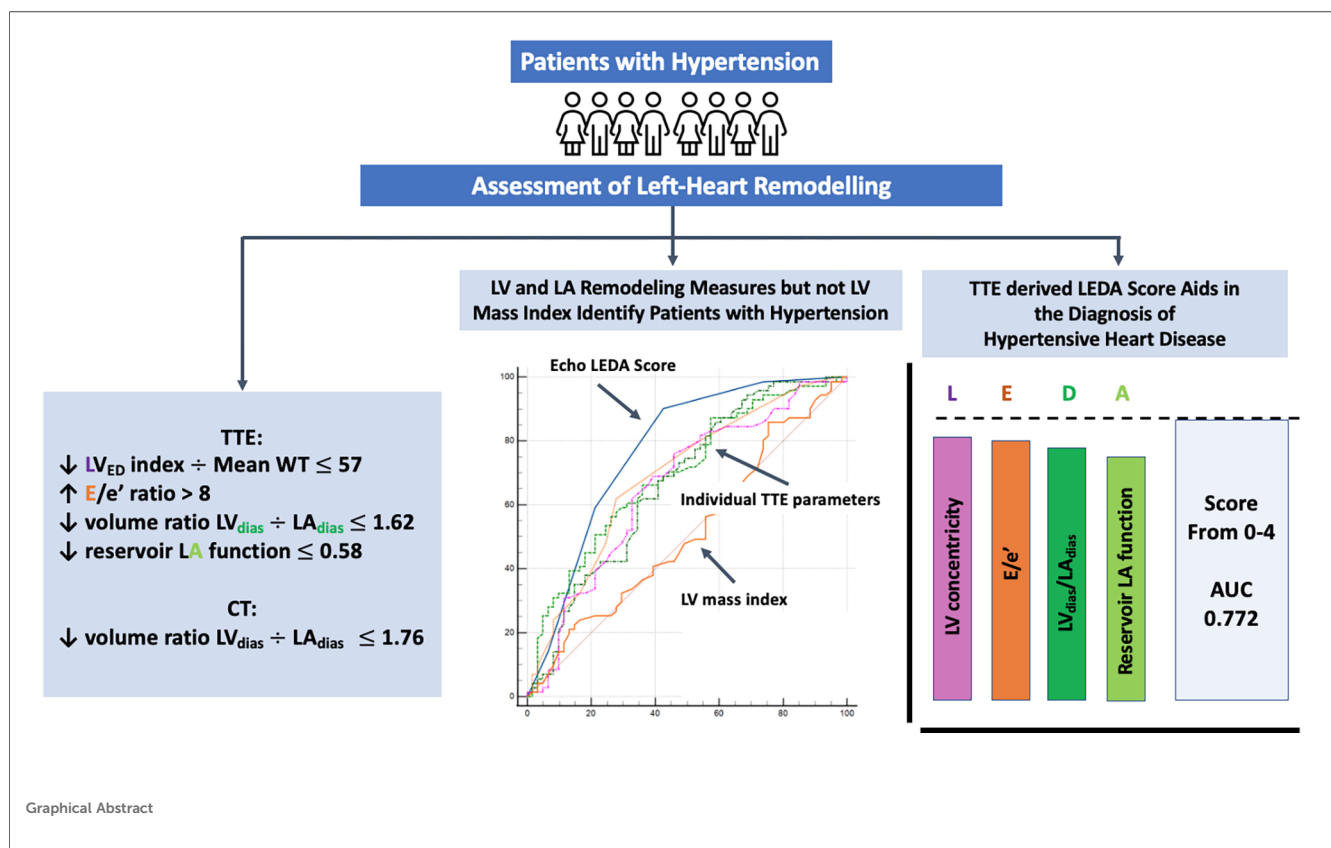 Patients with Hypertension
Assessment of Left-Heart Remodelling
TTE:
↓ LVED index ÷ Mean WT ≤ 57
↑ E/e’ ratio > 8
↓ volume ratio LVdias ÷ LAdias ≤ 1.62
↓ reservoir LA function ≤ 0.58
CT:
↓ volume ratio LVdias ÷ LAdias ≤ 1.76
LV and LA Remodeling Measures but not LV
Mass Index Identify Patients with Hypertension
Echo LEDA Score
Individual TTE parameters
LV mass index
100
80
60
40
20
0
0 20 40 60 80 100
TTE derived LEDA Score Aids in
the Diagnosis of
Hypertensive Heart Disease
L E D A
LV concentricity
E/e’
LVdias/LAdias
Reservoir LA function
Score
From 0-4
AUC
0.772
Graphical Abstract